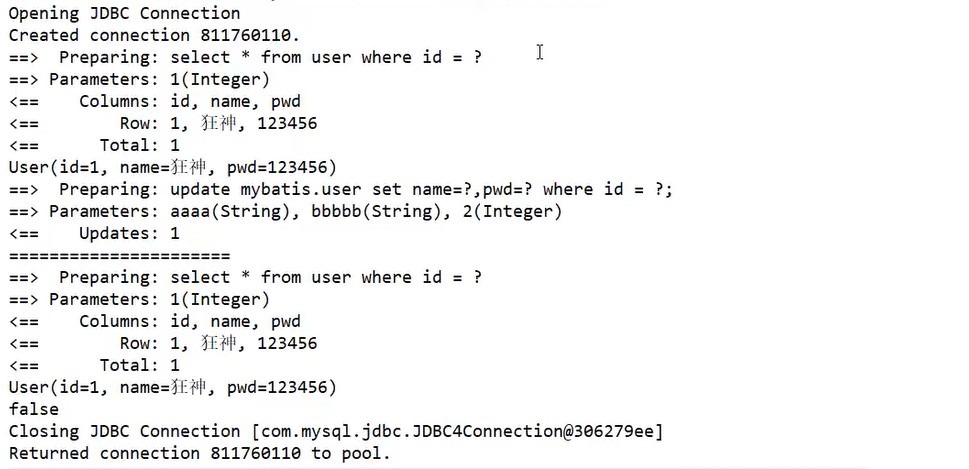 Opening JDBC Connection
Created connection 811760110.
==>  Preparing: select * from user where id = ?
==> Parameters: 1(Integer)
<==    Columns: id, name, pwd
<==        Row: 1, 狂神, 123456
<==      Total: 1
User(id=1, name=狂神, pwd=123456)
==>  Preparing: update mybatis.user set name=?,pwd=? where id = ?;
==> Parameters: aaaa(String), bbbbb(String), 2(Integer)
<==    Updates: 1
======================
==>  Preparing: select * from user where id = ?
==> Parameters: 1(Integer)
<==    Columns: id, name, pwd
<==        Row: 1, 狂神, 123456
<==      Total: 1
User(id=1, name=狂神, pwd=123456)
false
Closing JDBC Connection [com.mysql.jdbc.JDBC4Connection@306279ee]
Returned connection 811760110 to pool.